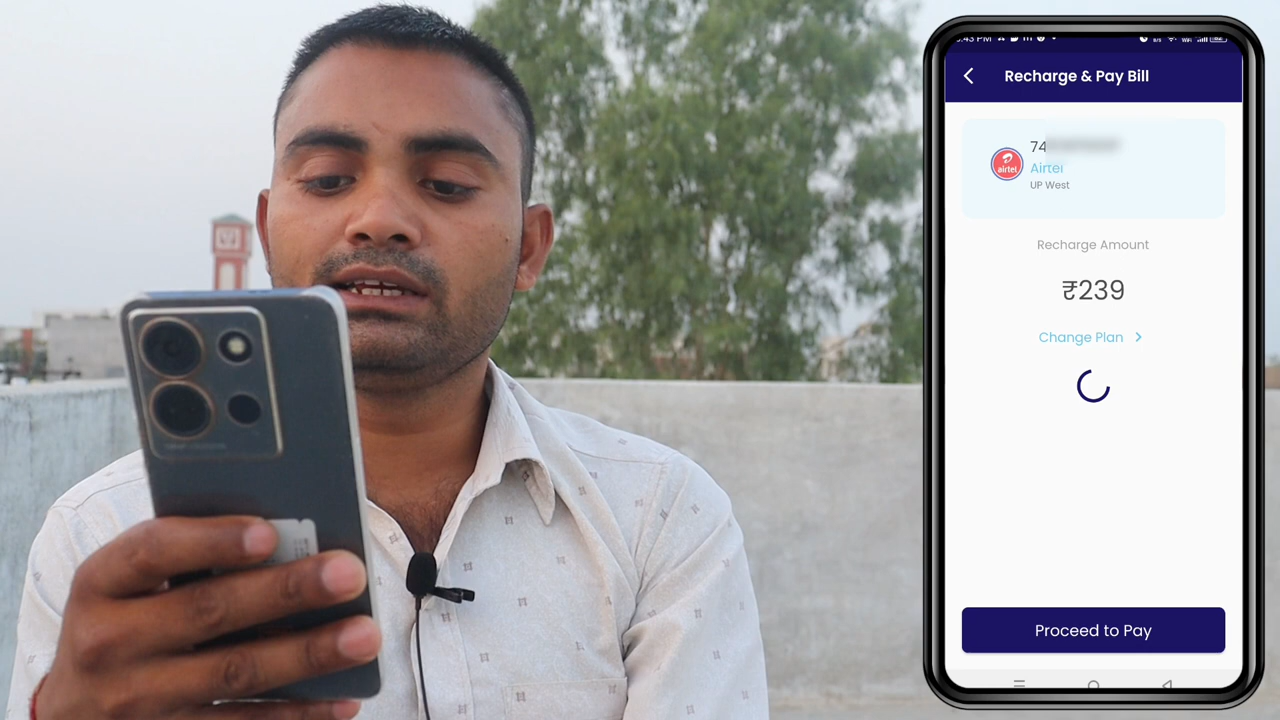 Recharge & Pay Bill
74
airtel
Airtel
UP West
Recharge Amount
₹239
Change Plan
Proceed to Pay